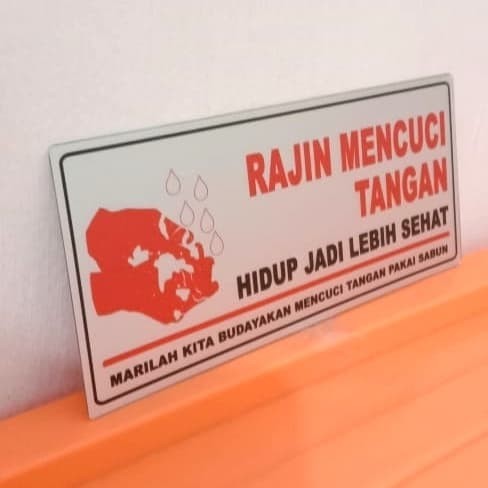 RAJIN MENCUCI
TANGAN
HIDUP JADI LEBIH SEHAT
MARILAH KITA BUDAYAKAN MENCUCI TANGAN PAKAI SABUN